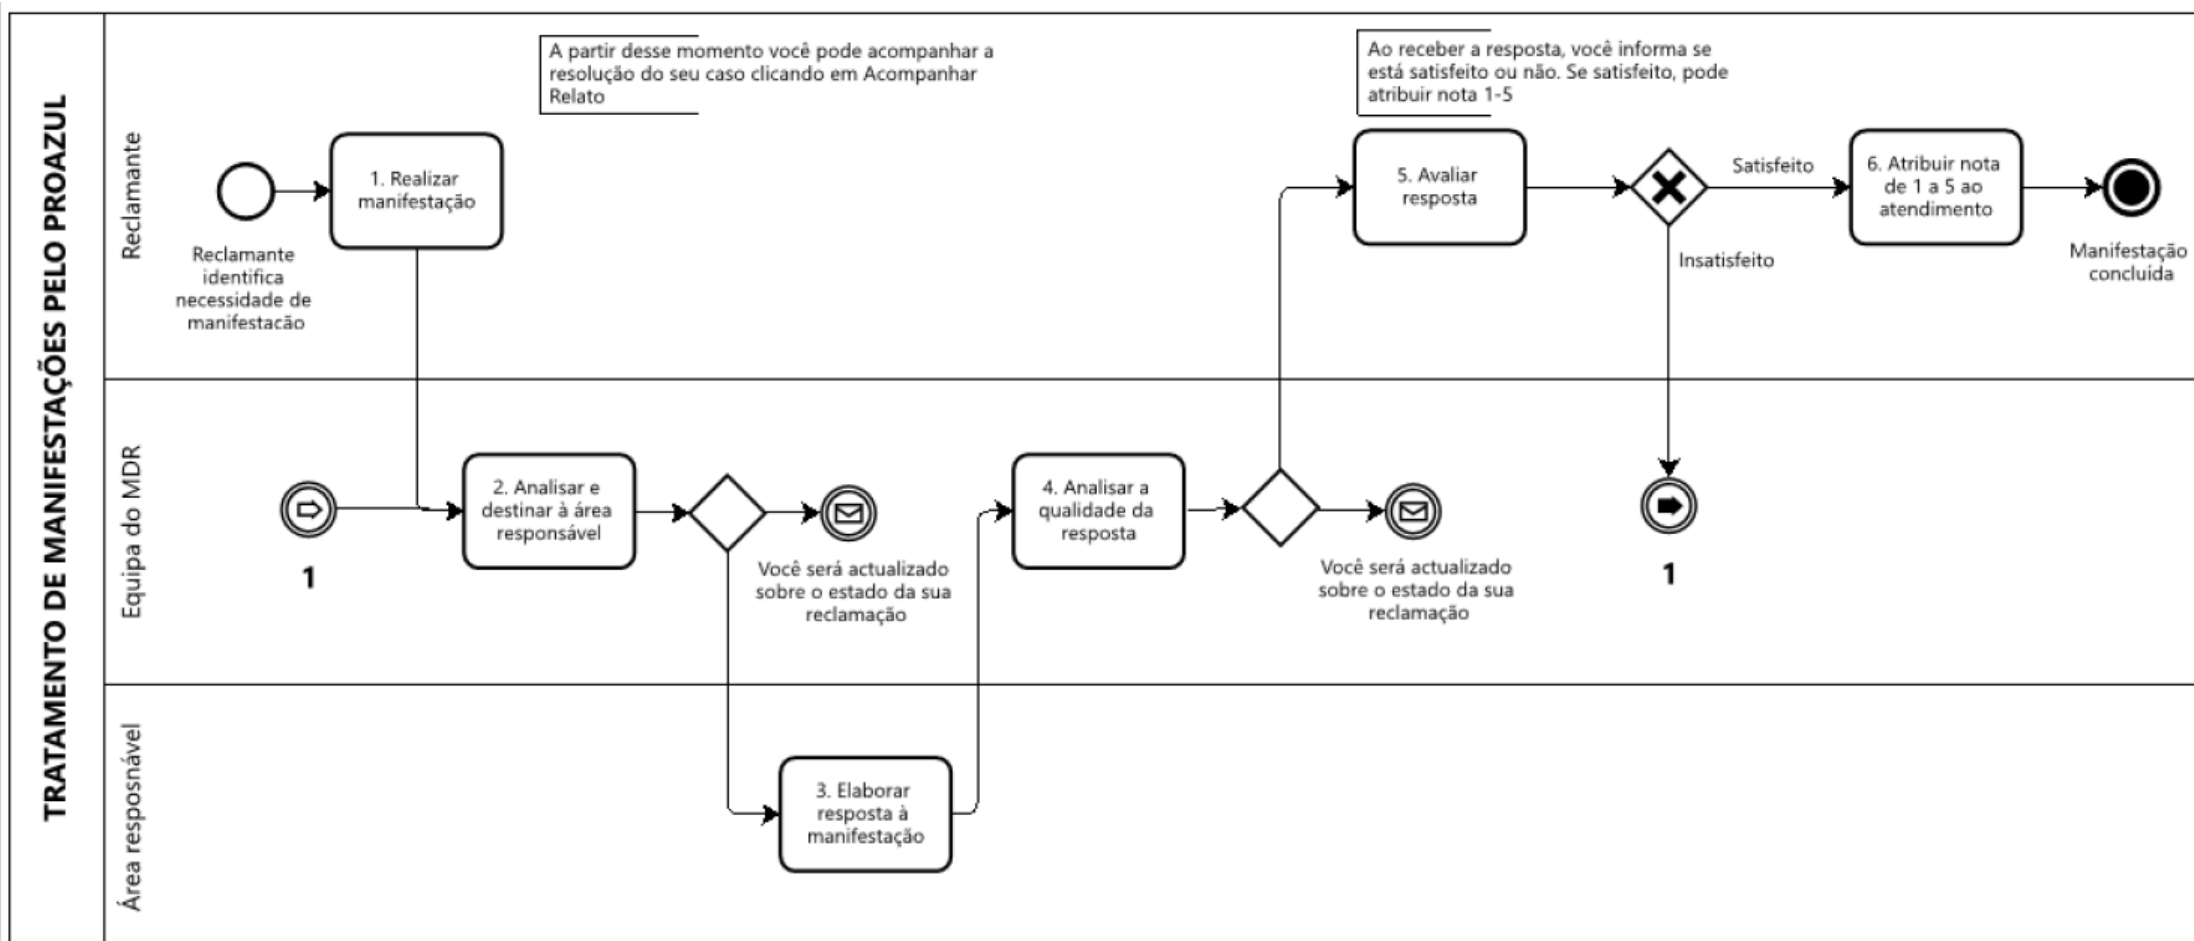 TRATAMENTO DE MANIFESTAÇÕES PELO PROAZUL
Reclamante
A partir desse momento você pode acompanhar a
resolução do seu caso clicando em Acompanhar
Relato
Ao receber a resposta, você informa se
está satisfeito ou não. Se satisfeito, pode
atribuir nota 1-5
Reclamante
identifica
necessidade de
manifestação
1. Realizar
manifestação
5. Avaliar
resposta
Satisfeito
Insatisfeito
6. Atribuir nota
de 1 a 5 ao
atendimento
Manifestação
concluída
Equipa do MDR
1
2. Analisar e
destinar à área
responsável
Você será actualizado
sobre o estado da sua
reclamação
4. Analisar a
qualidade da
resposta
Você será actualizado
sobre o estado da sua
reclamação
1
Área resposnável
3. Elaborar
resposta à
manifestação